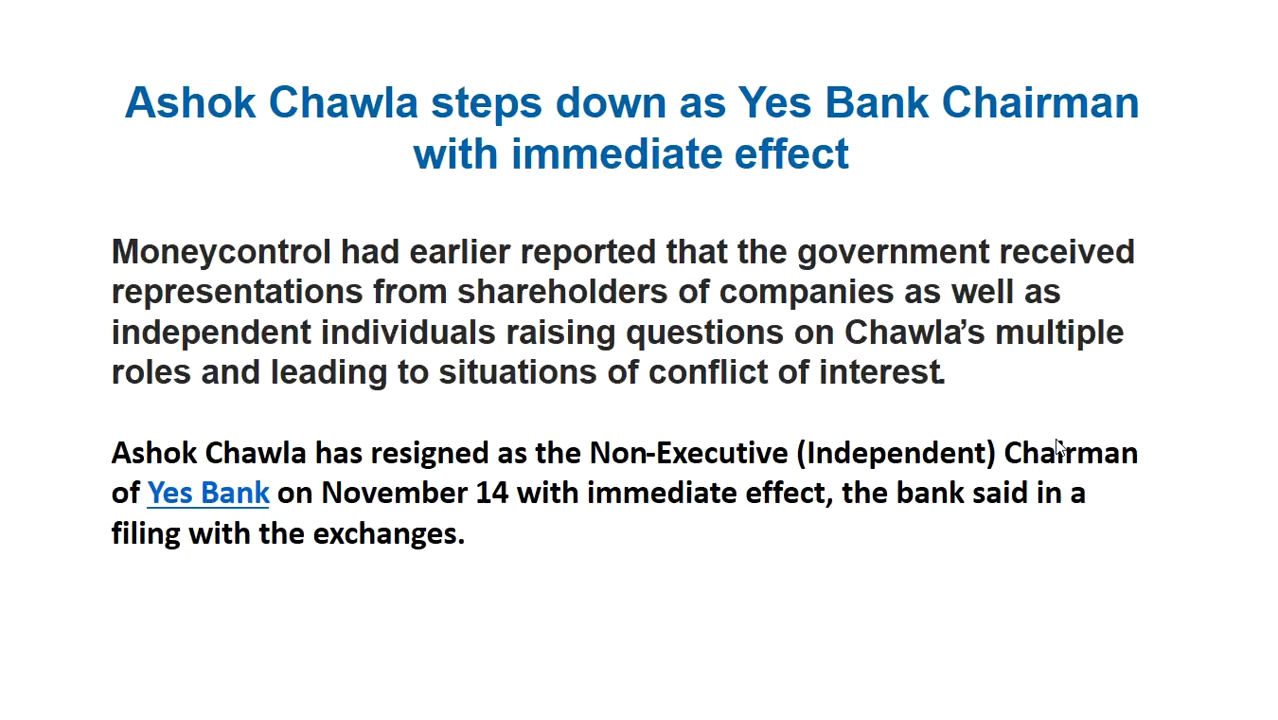 Ashok Chawla steps down as Yes Bank Chairman
with immediate effect
Moneycontrol had earlier reported that the government received
representations from shareholders of companies as well as
independent individuals raising questions on Chawla’s multiple
roles and leading to situations of conflict of interest.
Ashok Chawla has resigned as the Non-Executive (Independent) Chairman
of Yes Bank on November 14 with immediate effect, the bank said in a
filing with the exchanges.